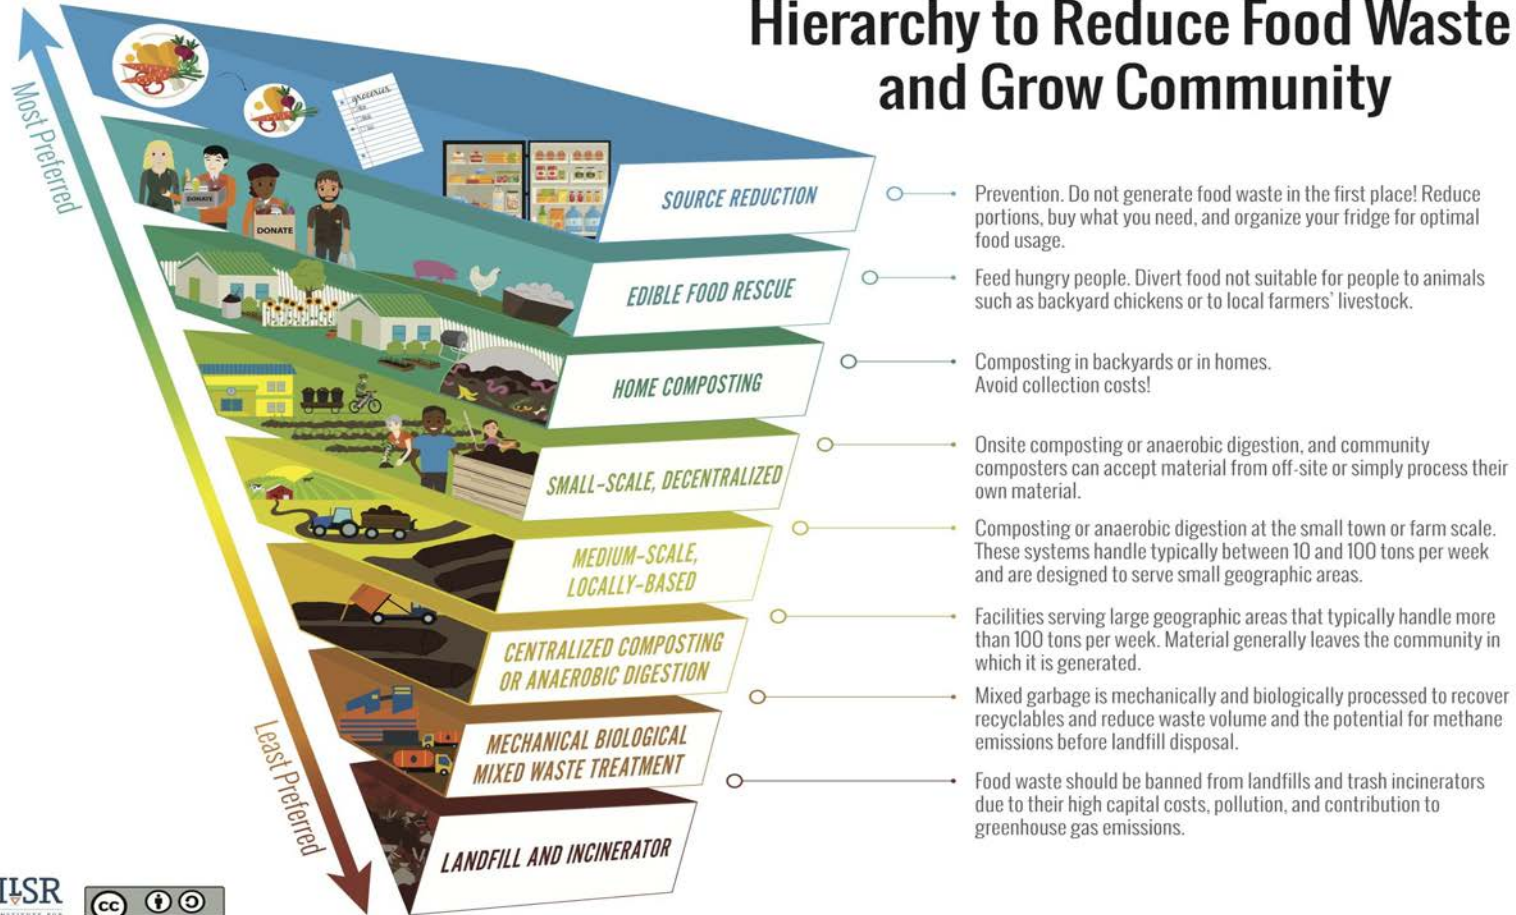 Hierarchy to Reduce Food Waste
and Grow Community
Most Preferred
groceries
DONATE
DONATE
SOURCE REDUCTION
Prevention. Do not generate food waste in the first place! Reduce
portions, buy what you need, and organize your fridge for optimal
food usage.
EDIBLE FOOD RESCUE
Feed hungry people. Divert food not suitable for people to animals
such as backyard chickens or to local farmers' livestock.
HOME COMPOSTING
Composting in backyards or in homes.
Avoid collection costs!
SMALL-SCALE, DECENTRALIZED
Onsite composting or anaerobic digestion, and community
composters can accept material from off-site or simply process their
own material.
MEDIUM-SCALE,
LOCALLY-BASED
Composting or anaerobic digestion at the small town or farm scale.
These systems handle typically between 10 and 100 tons per week
and are designed to serve small geographic areas.
CENTRALIZED COMPOSTING
OR ANAEROBIC DIGESTION
Facilities serving large geographic areas that typically handle more
than 100 tons per week. Material generally leaves the community in
which it is generated.
MECHANICAL BIOLOGICAL
MIXED WASTE TREATMENT
Mixed garbage is mechanically and biologically processed to recover
recyclables and reduce waste volume and the potential for methane
emissions before landfill disposal.
LANDFILL AND INCINERATOR
Food waste should be banned from landfills and trash incinerators
due to their high capital costs, pollution, and contribution to
greenhouse gas emissions.
Least Preferred
ILSR
cc